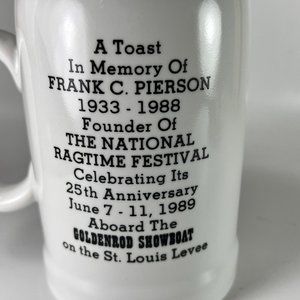 A Toast
In Memory Of
FRANK C. PIERSON
1933 - 1988
Founder Of
THE NATIONAL
RAGTIME FESTIVAL
Celebrating Its
25th Anniversary
June 7 - 11, 1989
Aboard The
GOLDENROD SHOWBOAT
on the St. Louis Levee